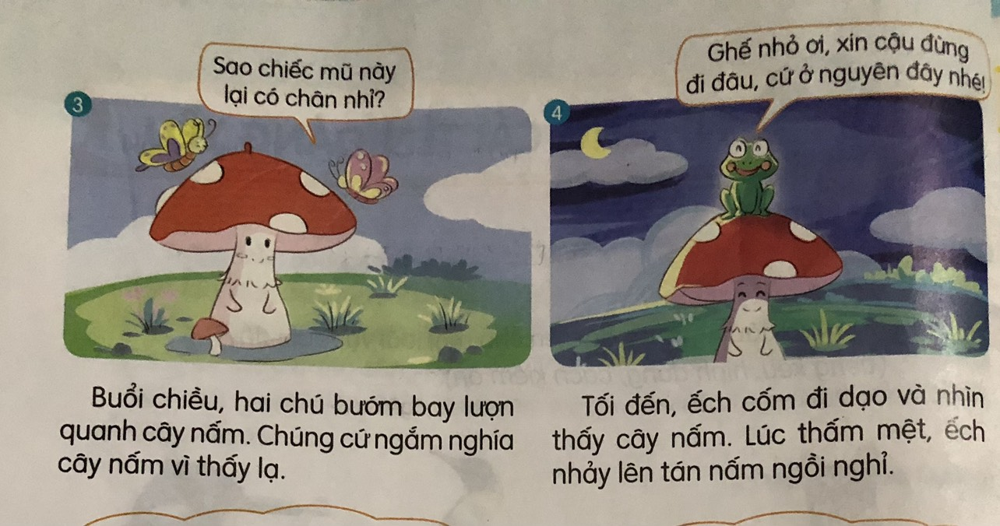 3
Sao chiếc mũ này
lại có chân nhỉ?
Buổi chiều, hai chú bướm bay lượn
quanh cây nấm. Chúng cứ ngắm nghía
cây nấm vì thấy lạ.
4
Ghế nhỏ ơi, xin cậu đừng
đi đâu, cứ ở nguyên đây nhé!
Tối đến, ếch cốm đi dạo và nhìn
thấy cây nấm. Lúc thấm mệt, ếch
nhảy lên tán nấm ngồi nghỉ.